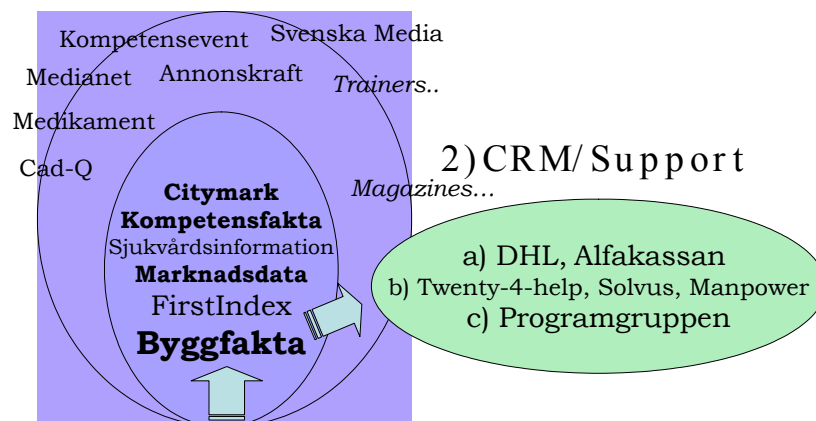 Kompetensevent
Svenska Media
Medianet
Annonskraft
Trainers..
Medikament
Cad-Q
Magazines...
Citymark
Kompetensfakta
Sjukvårdsinformation
Marknadsdata
FirstIndex
Byggfakta
2)CRM/Support
a) DHL, Alfakassan
b) Twenty-4-help, Solvus, Manpower
c) Programgruppen